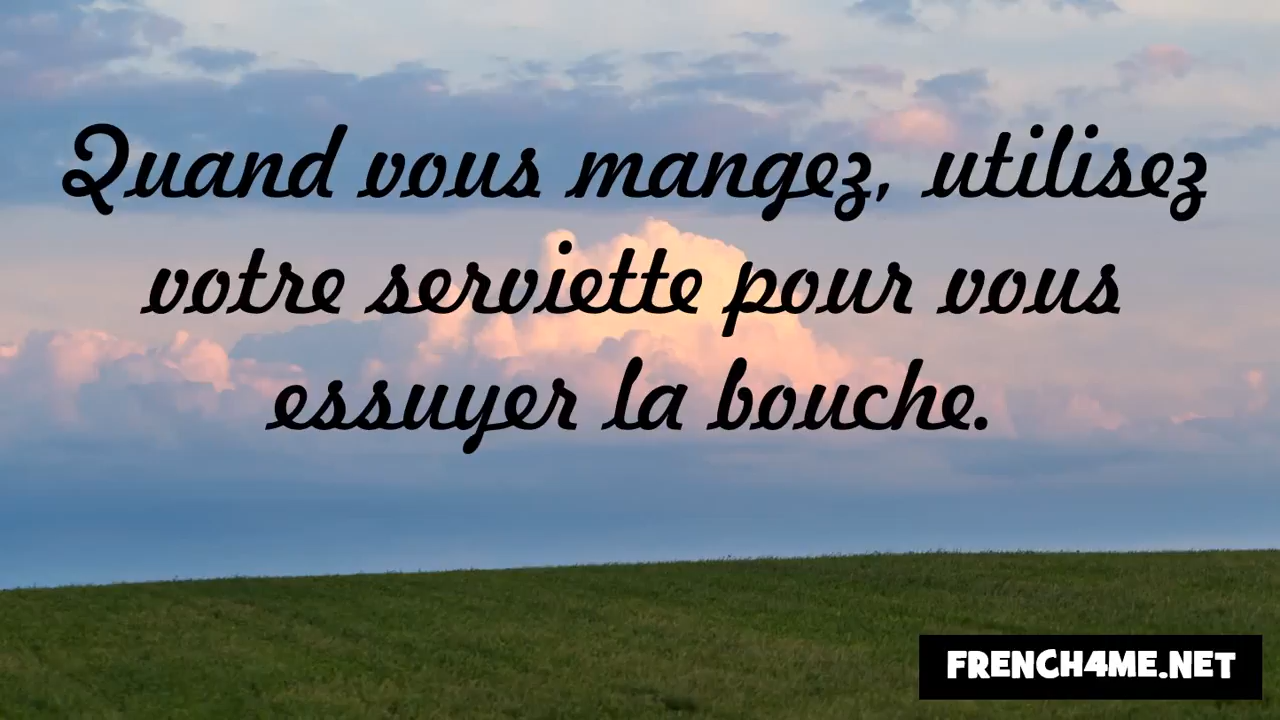 Quand vous mangez, utilisez
votre serviette pour vous
essuyer la bouche.
FRENCH4ME.NET